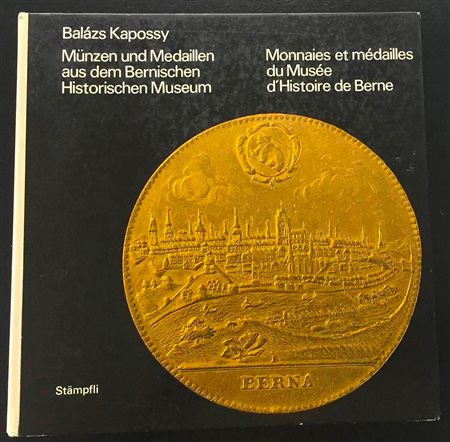 Balázs Kapossy
Münzen und Medaillen
aus dem Bernischen
Historischen Museum
Monnaies et médailles
du Musée
d'Histoire de Berne
BERNA
Stämpfli